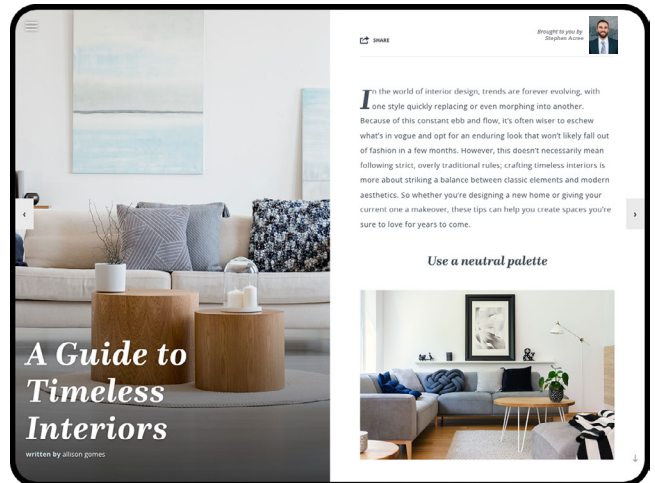 A Guide to
Timeless
Interiors
written by allison gomes
SHARE
Brought to you by
Stephen Acree
In the world of interior design, trends are forever evolving, with
one style quickly replacing or even morphing into another.
Because of this constant ebb and flow, it's often wiser to eschew
what's in vogue and opt for an enduring look that won't likely fall out
of fashion in a few months. However, this doesn't necessarily mean
following strict, overly traditional rules; crafting timeless interiors is
more about striking a balance between classic elements and modern
aesthetics. So whether you're designing a new home or giving your
current one a makeover, these tips can help you create spaces you're
sure to love for years to come.
Use a neutral palette